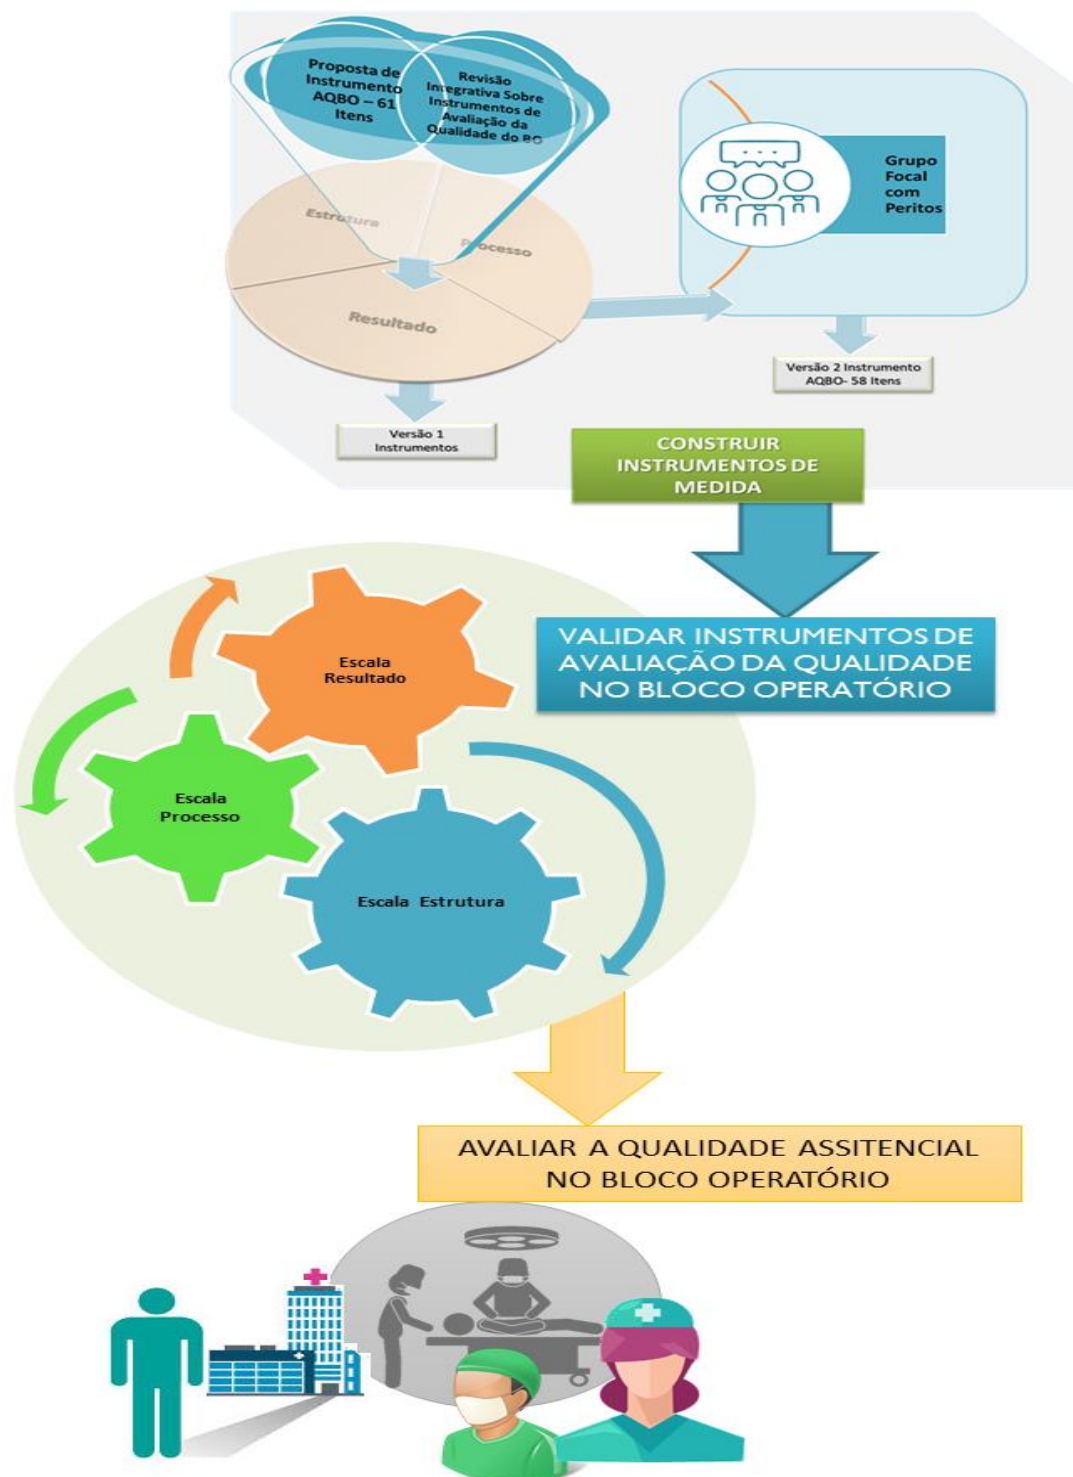 Proposta de
Instrumento
AQBO – 61
Itens
Revisão
Integrativa Sobre
Instrumentos de
Avaliação da
Qualidade do BO
Estrutura
Processo
Resultado
Grupo
Focal
com
Peritos
Versão 2 Instrumento
AQBO- 58 Itens
Versão 1
Instrumentos
CONSTRUIR
INSTRUMENTOS DE
MEDIDA
VALIDAR INSTRUMENTOS DE
AVALIAÇÃO DA QUALIDADE
NO BLOCO OPERATÓRIO
Escala
Resultado
Escala
Processo
Escala Estrutura
AVALIAR A QUALIDADE ASSITENCIAL
NO BLOCO OPERATÓRIO